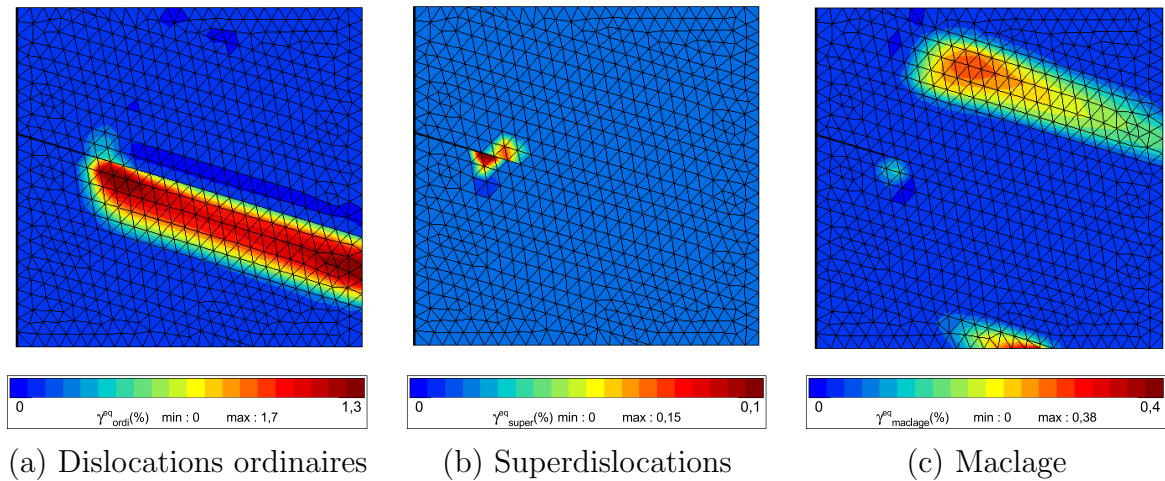 0 1,3
γ^eq_ordi(%) min : 0 max : 1,7
(a) Dislocations ordinaires
0 0,1
γ^eq_super(%) min : 0 max : 0,15
(b) Superdislocations
0 0,4
γ^eq_maclage(%) min : 0 max : 0,38
(c) Maclage